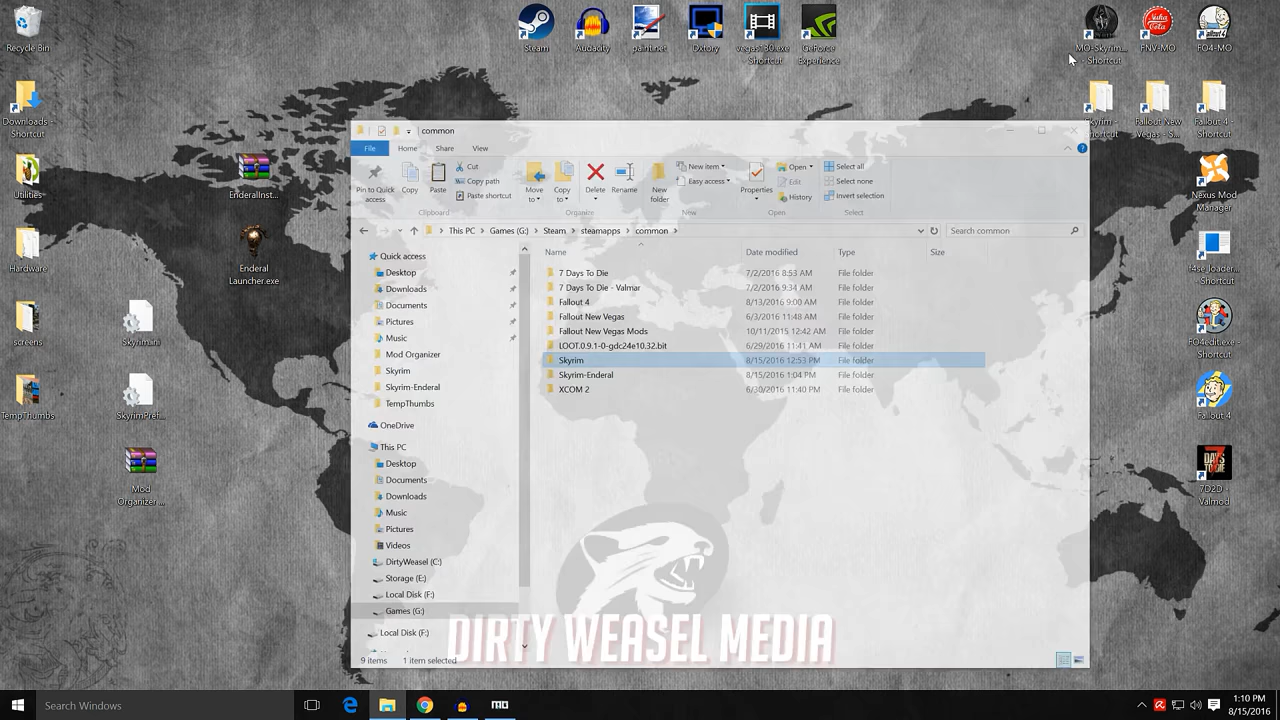 Recycle Bin
Steam
Audacity
paint.net
Dxtory
vegas130.exe
- Shortcut
GeForce
Experience
MO-Skyrim...
- Shortcut
FNV-MO
FO4-MO
Downloads -
Shortcut
Utilities
Hardware
screens
TempThumbs
EnderalInst...
Enderal
Launcher.exe
Skyrim.ini
SkyrimPref...
Mod
Organizer ...
common
File
Home
Share
View
Pin to Quick
access
Copy
Paste
Cut
Copy path
Paste shortcut
Clipboard
Move
to
Copy
to
Delete
Rename
Organize
New
folder
New item
Easy access
New
Properties
Open
Edit
History
Open
Select all
Select none
Invert selection
Select
This PC
Games (G:)
Steam
steamapps
common
Search common
Name
Date modified
Type
Size
7 Days To Die 7/2/2016 8:53 AM File folder
7 Days To Die - Valmar 7/2/2016 9:34 AM File folder
Fallout 4 8/13/2016 9:00 AM File folder
Fallout New Vegas 6/3/2016 11:48 AM File folder
Fallout New Vegas Mods 10/11/2015 12:42 AM File folder
LOOT.0.9.1-0-gdc24e10.32.bit 6/29/2016 11:41 AM File folder
Skyrim 8/15/2016 12:53 PM File folder
Skyrim-Enderal 8/15/2016 1:04 PM File folder
XCOM 2 6/30/2016 11:40 PM File folder
Quick access
Desktop
Downloads
Documents
Pictures
Music
Mod Organizer
Skyrim
Skyrim-Enderal
TempThumbs
OneDrive
This PC
Desktop
Documents
Downloads
Music
Pictures
Videos
DirtyWeasel (C:)
Storage (E:)
Local Disk (F:)
Games (G:)
Local Disk (F:)
9 items
1 item selected
DIRTY WEASEL MEDIA
Skyrim -
Shortcut
Fallout New
Vegas - S...
Fallout 4 -
Shortcut
Nexus Mod
Manager
f4se_loader...
- Shortcut
FO4edit.exe -
Shortcut
Fallout 4
7D2D -
Valmod
Search Windows
MO
1:10 PM
8/15/2016